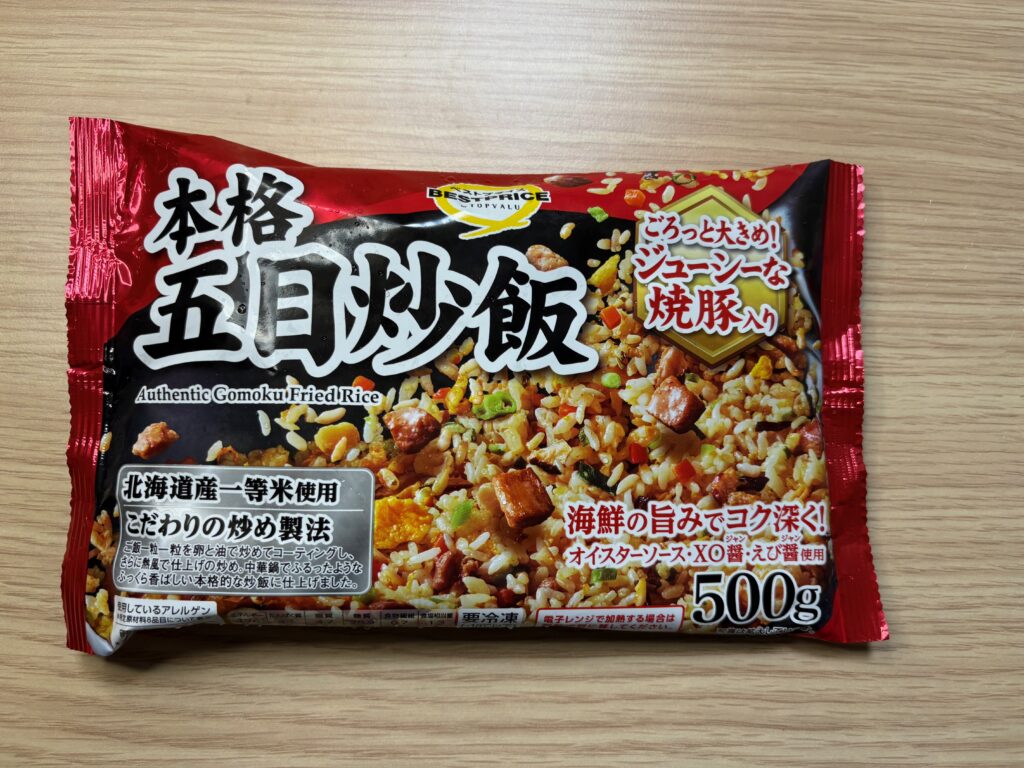 本格
五目炒飯
Authentic Gomoku Fried Rice
ベストプライス
BESTPRICE
by TOPVALU
ごろっと大きめ!
ジューシーな
焼豚入り
北海道産一等米使用
こだわりの炒め製法
ご飯一粒一粒を卵と油で炒めてコーティングし、
さらに熱風で仕上げの炒め。中華鍋でふるったような
ふっくら香ばしい本格的な炒飯に仕上げました。
海鮮の旨みでコク深く!
オイスターソース・XO醤・えび醤使用
ジャン
ジャン
500g
使用しているアレルゲン
要冷凍
電子レンジで加熱する場合は